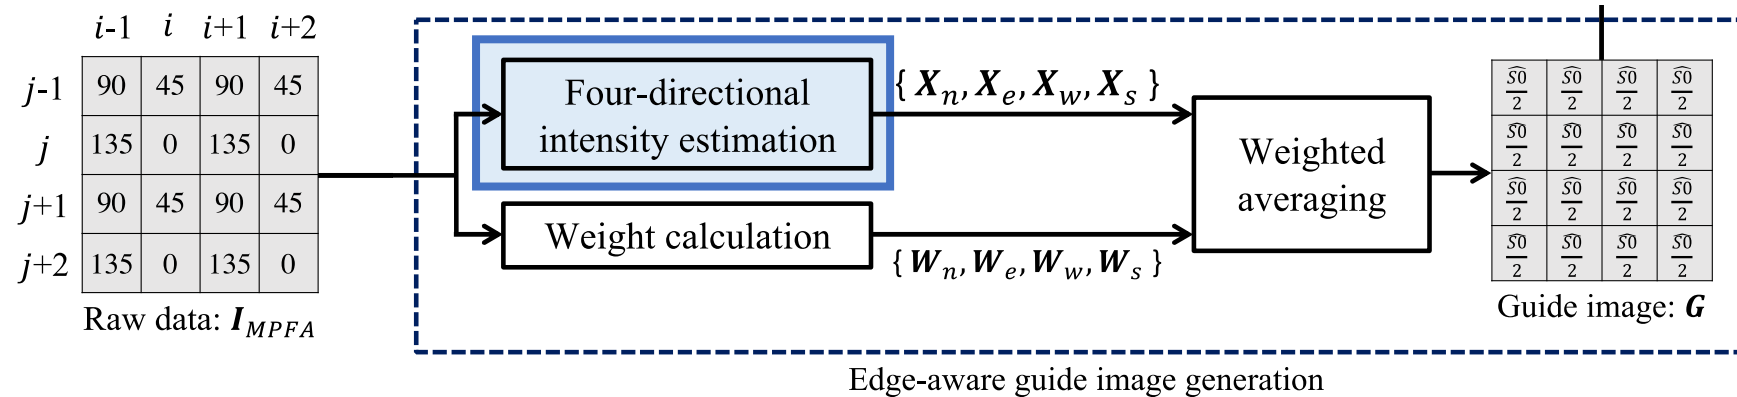 i-1 i i+1 i+2
j-1 90 45 90 45
j 135 0 135 0
j+1 90 45 90 45
j+2 135 0 135 0
Raw data: I_MPFA
Four-directional
intensity estimation
{ X_n, X_e, X_w, X_s }
Weight calculation
{ W_n, W_e, W_w, W_s }
Weighted
averaging
Ŝ0/2 Ŝ0/2 Ŝ0/2 Ŝ0/2
Ŝ0/2 Ŝ0/2 Ŝ0/2 Ŝ0/2
Ŝ0/2 Ŝ0/2 Ŝ0/2 Ŝ0/2
Ŝ0/2 Ŝ0/2 Ŝ0/2 Ŝ0/2
Guide image: G
Edge-aware guide image generation